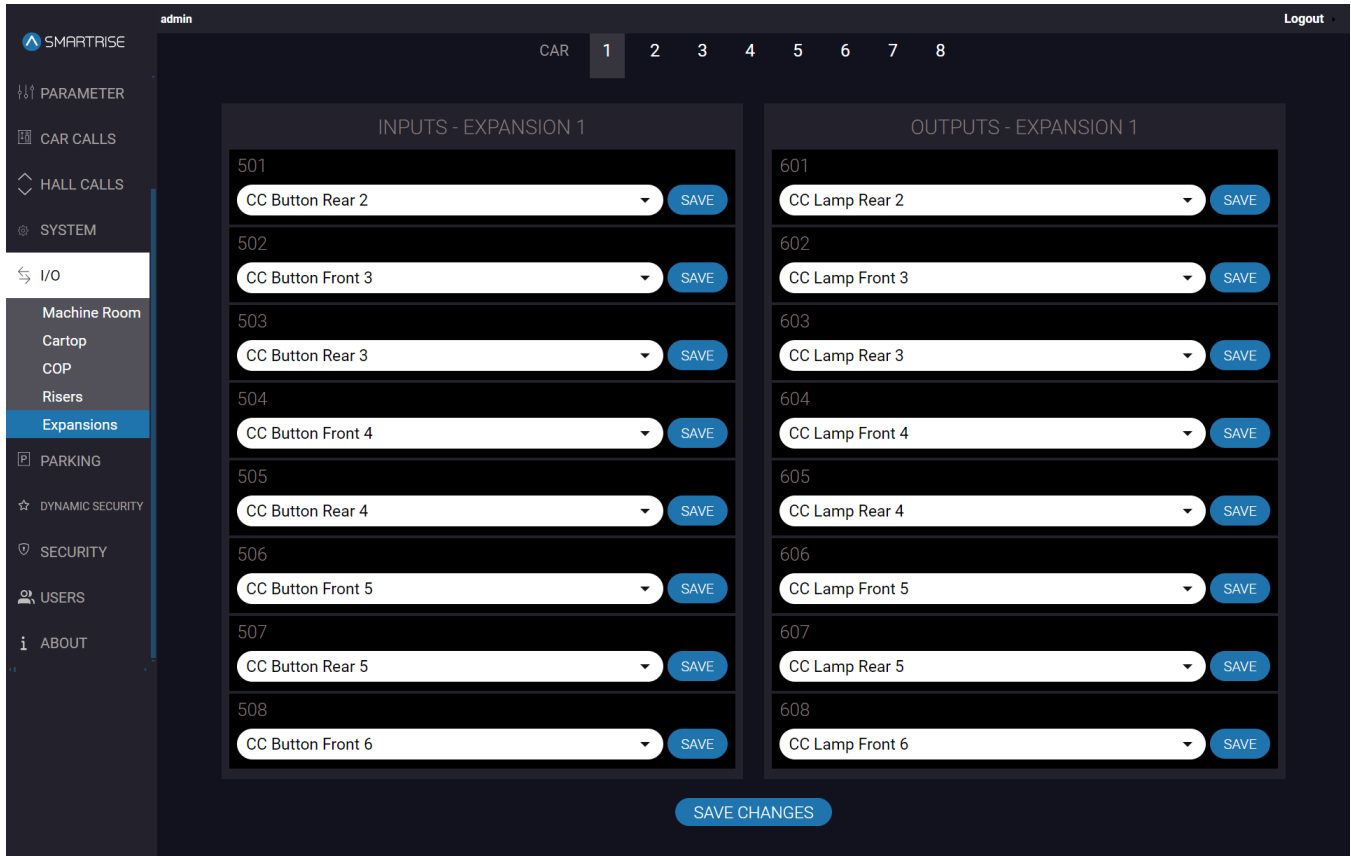 admin
Logout
SMARTRISE
CAR 1 2 3 4 5 6 7 8
PARAMETER
CAR CALLS
HALL CALLS
SYSTEM
I/O
Machine Room
Cartop
COP
Risers
Expansions
PARKING
DYNAMIC SECURITY
SECURITY
USERS
ABOUT
INPUTS - EXPANSION 1
501
CC Button Rear 2 SAVE
502
CC Button Front 3 SAVE
503
CC Button Rear 3 SAVE
504
CC Button Front 4 SAVE
505
CC Button Rear 4 SAVE
506
CC Button Front 5 SAVE
507
CC Button Rear 5 SAVE
508
CC Button Front 6 SAVE
OUTPUTS - EXPANSION 1
601
CC Lamp Rear 2 SAVE
602
CC Lamp Front 3 SAVE
603
CC Lamp Rear 3 SAVE
604
CC Lamp Front 4 SAVE
605
CC Lamp Rear 4 SAVE
606
CC Lamp Front 5 SAVE
607
CC Lamp Rear 5 SAVE
608
CC Lamp Front 6 SAVE
SAVE CHANGES